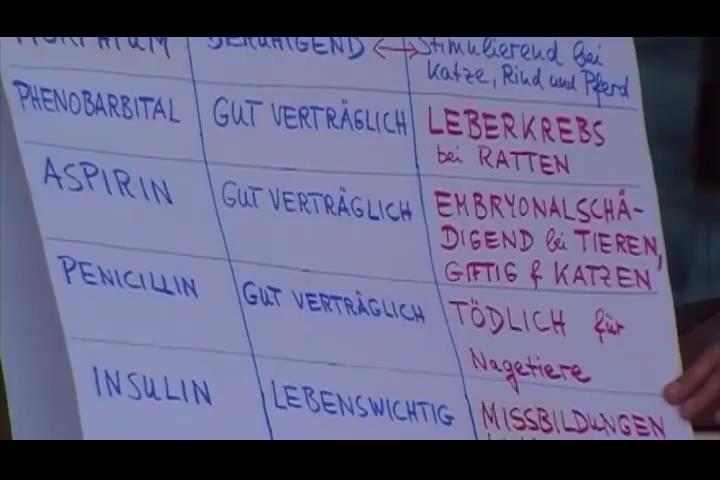 MORPHIUM BERUHIGEND ↔ Stimulierend bei
Katze, Rind und Pferd
PHENOBARBITAL GUT VERTRÄGLICH LEBERKREBS
bei RATTEN
ASPIRIN GUT VERTRÄGLICH EMBRYONALSCHÄ-
DIGEND bei TIEREN,
GIFTIG f KATZEN
PENICILLIN GUT VERTRÄGLICH TÖDLICH für
Nagetiere
INSULIN LEBENSWICHTIG MISSBILDUNGEN